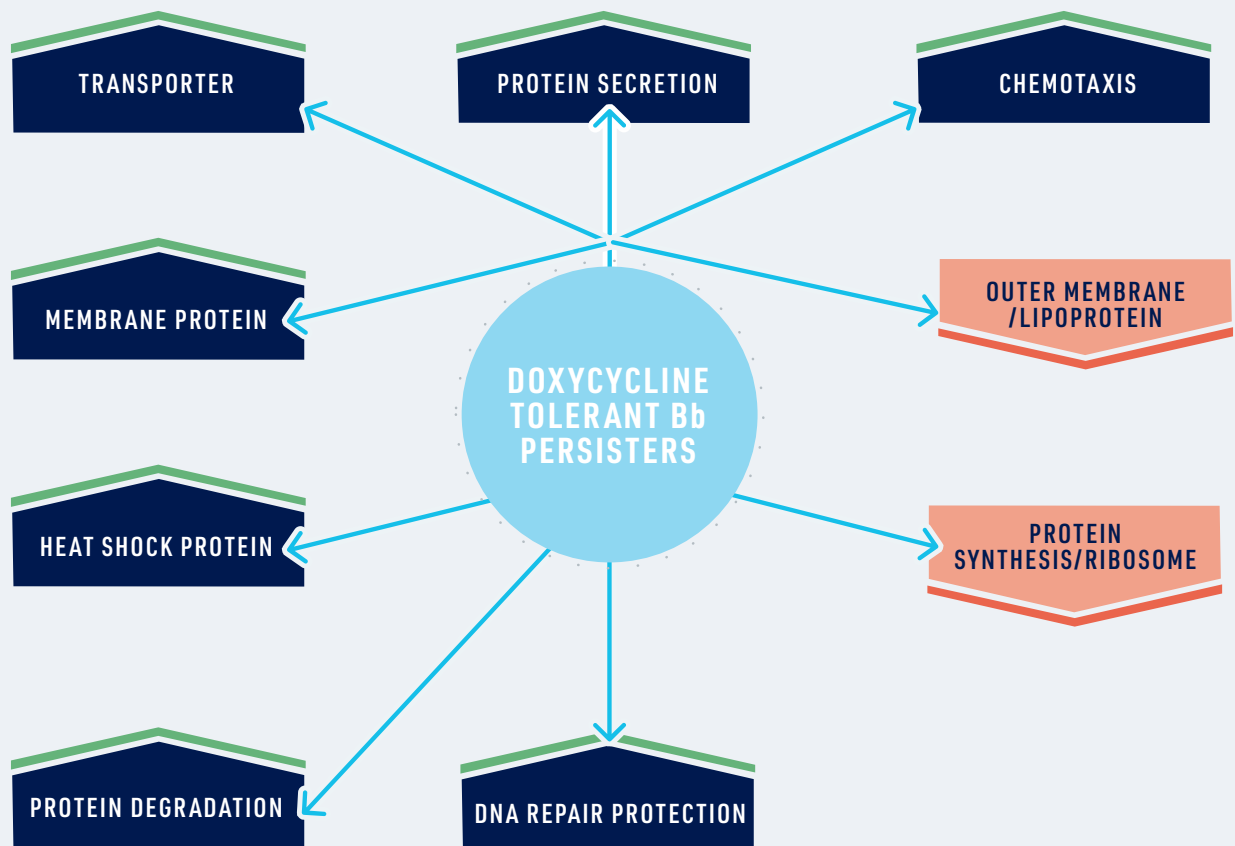 TRANSPORTER
PROTEIN SECRETION
CHEMOTAXIS
MEMBRANE PROTEIN
OUTER MEMBRANE
/LIPOPROTEIN
DOXYCYCLINE
TOLERANT Bb
PERSISTERS
HEAT SHOCK PROTEIN
PROTEIN
SYNTHESIS/RIBOSOME
PROTEIN DEGRADATION
DNA REPAIR PROTECTION